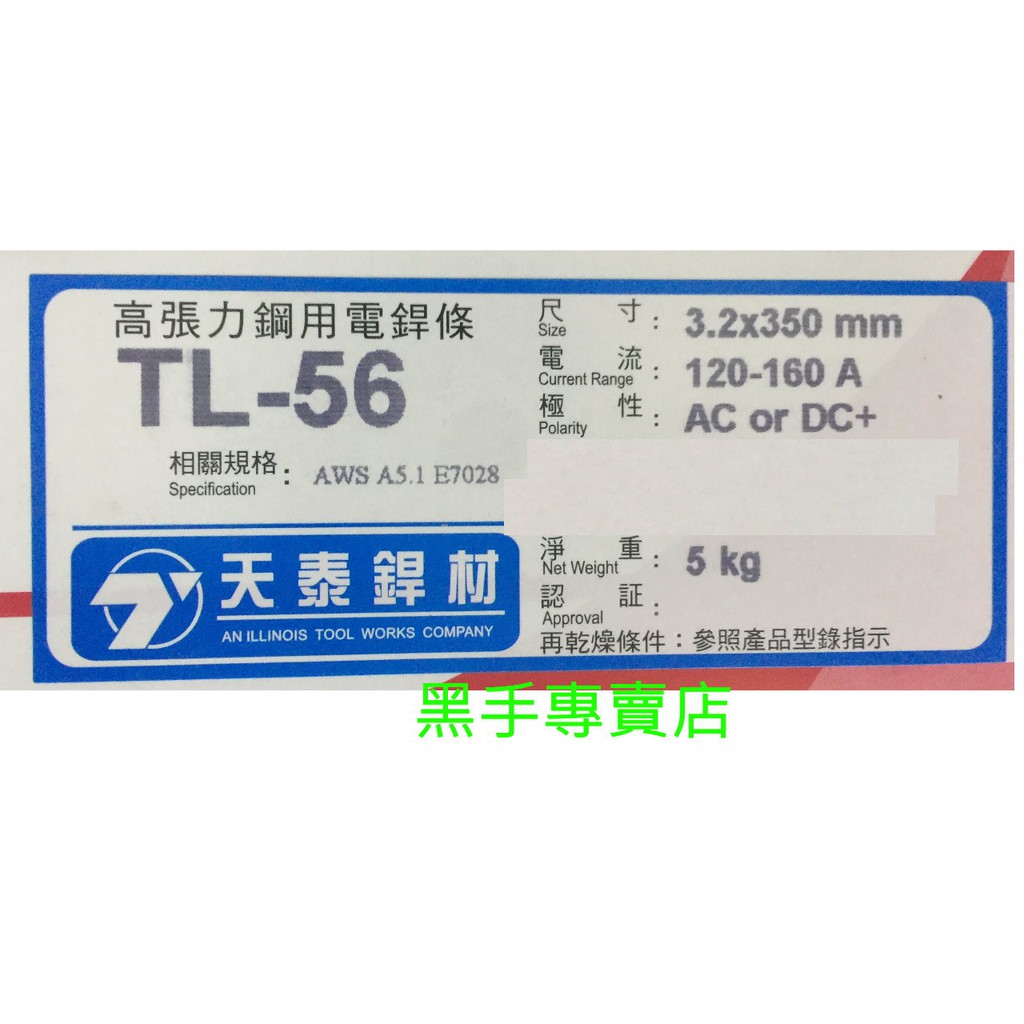 高張力鋼用電銲條
TL-56
相關規格：AWS A5.1 E7028
Specification
天泰銲材
AN ILLINOIS TOOL WORKS COMPANY
尺寸：3.2x350 mm
Size
電流：120-160 A
Current Range
極性：AC or DC+
Polarity
淨重：5 kg
Net Weight
認証：
Approval
再乾燥條件：參照產品型錄指示
黑手專賣店